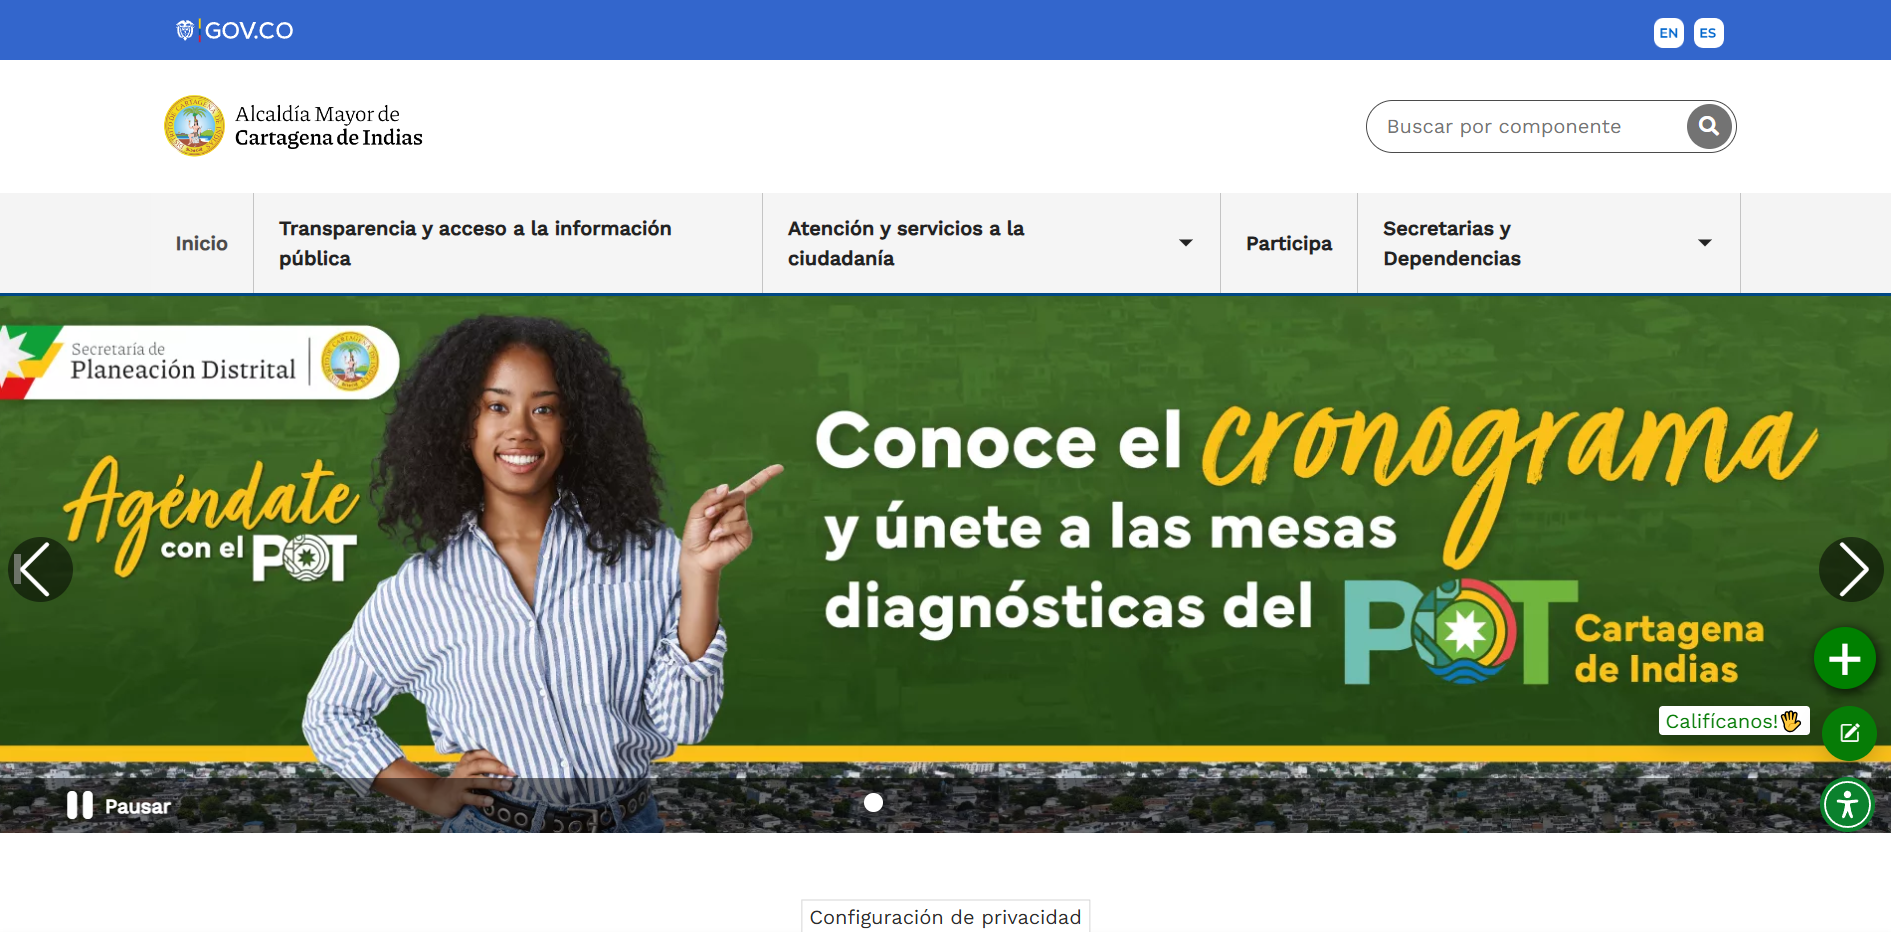 GOV.CO
EN ES
Alcaldía Mayor de
Cartagena de Indias
Buscar por componente
Inicio
Transparencia y acceso a la información
pública
Atención y servicios a la
ciudadanía
Participa
Secretarias y
Dependencias
Secretaría de
Planeación Distrital
Agéndate
con el POT
Conoce el cronograma
y únete a las mesas
diagnósticas del POT
Cartagena
de Indias
Califícanos!🖐
Pausar
Configuración de privacidad